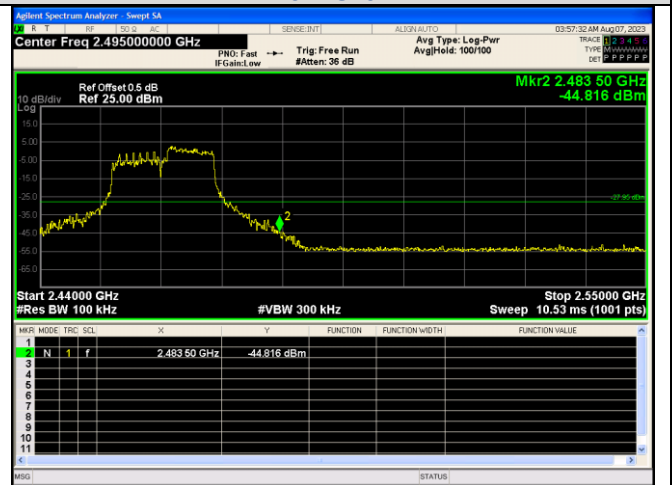 Agilent Spectrum Analyzer - Swept SA
R T RF 50 Ω AC SENSE:INT ALIGN AUTO 03:57:32 AM Aug 07, 2023
Center Freq 2.495000000 GHz Avg Type: Log-Pwr TRACE 1 2 3 4 5 6
PNO: Fast Trig: Free Run Avg|Hold: 100/100 TYPE M
IFGain:Low #Atten: 36 dB DET P P P P P P
Mkr2 2.483 50 GHz
Ref Offset 0.5 dB
10 dB/div Ref 25.00 dBm -44.816 dBm
Log
15.0
5.00
-5.00
-15.0
-25.0
-27.95 dBm
-35.0
2
-45.0
-55.0
-65.0
Start 2.44000 GHz Stop 2.55000 GHz
#Res BW 100 kHz #VBW 300 kHz Sweep 10.53 ms (1001 pts)
MKR MODE TRC SCL X Y FUNCTION FUNCTION WIDTH FUNCTION VALUE
1
2 N 1 f 2.483 50 GHz -44.816 dBm
3
4
5
6
7
8
9
10
11
MSG STATUS